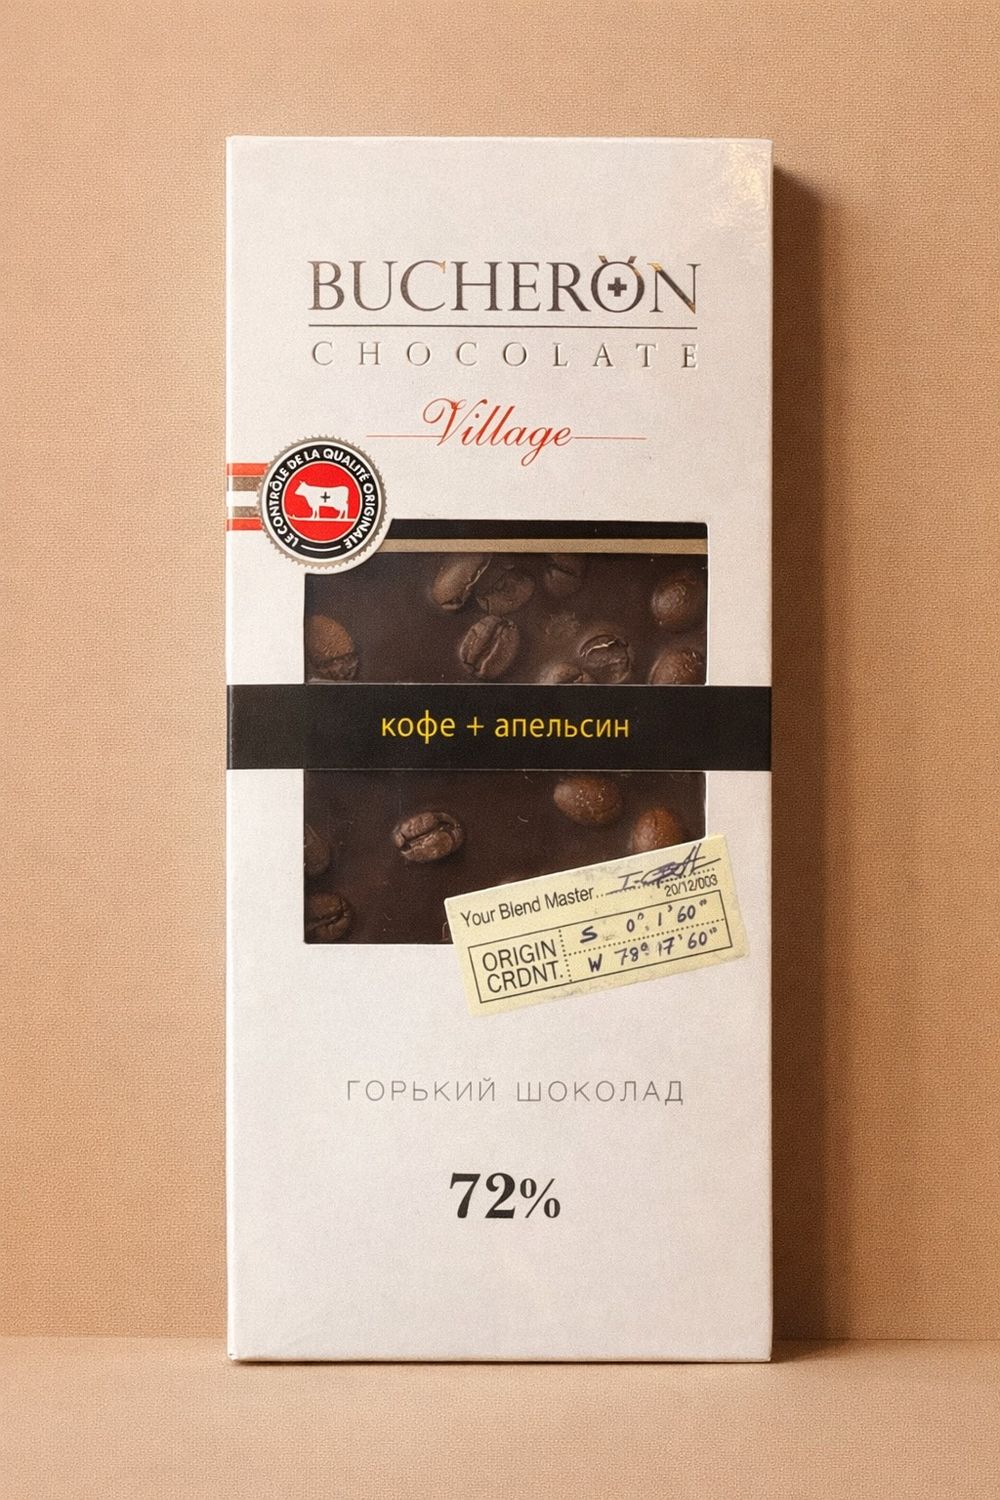 BUCHERÖN
CHOCOLATE
Village
LE CONTRÔLE DE LA QUALITÉ ORIGINALE
кофе + апельсин
Your Blend Master
20/12/003
ORIGIN CRDNT.
S 0° 1'60"
W 78° 17'60"
ГОРЬКИЙ ШОКОЛАД
72%